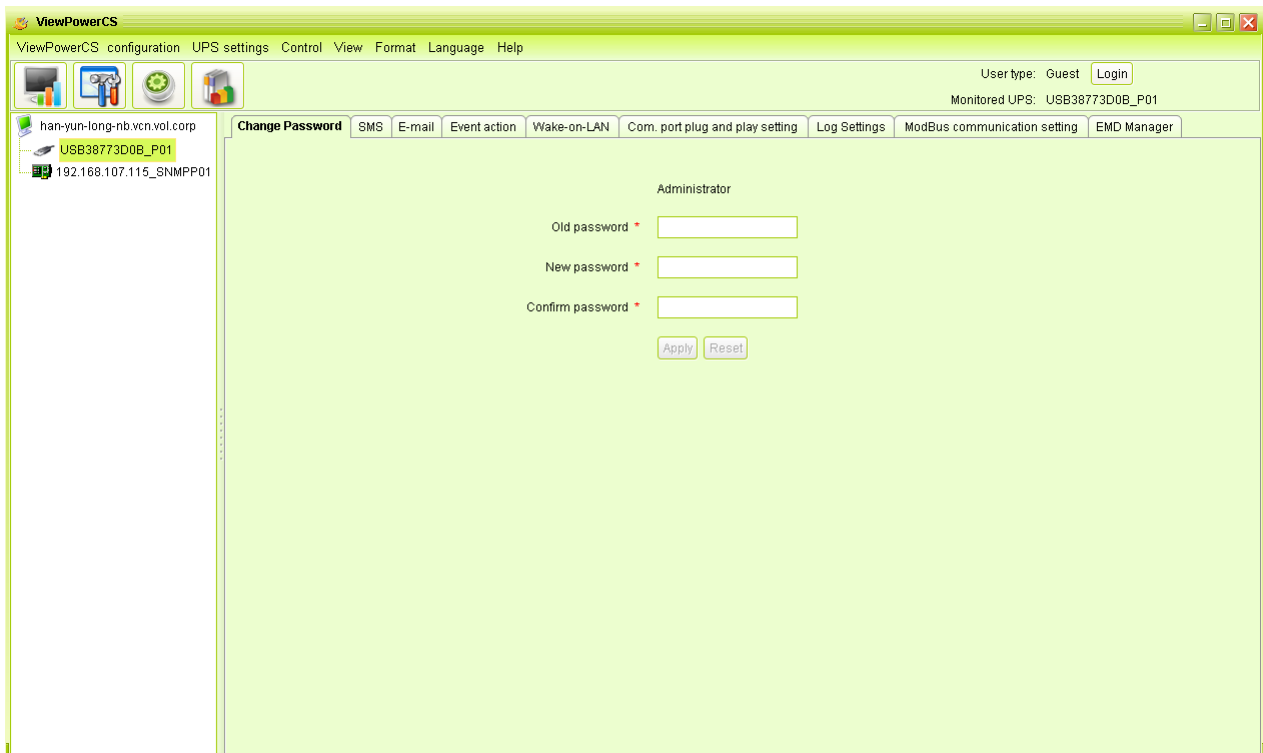 ViewPowerCS
ViewPowerCS configuration UPS settings Control View Format Language Help
User type: Guest Login
Monitored UPS: USB38773D0B_P01
han-yun-long-nb.vcn.vol.corp
USB38773D0B_P01
192.168.107.115_SNMPP01
Change Password SMS E-mail Event action Wake-on-LAN Com. port plug and play setting Log Settings ModBus communication setting EMD Manager
Administrator
Old password *
New password *
Confirm password *
Apply Reset